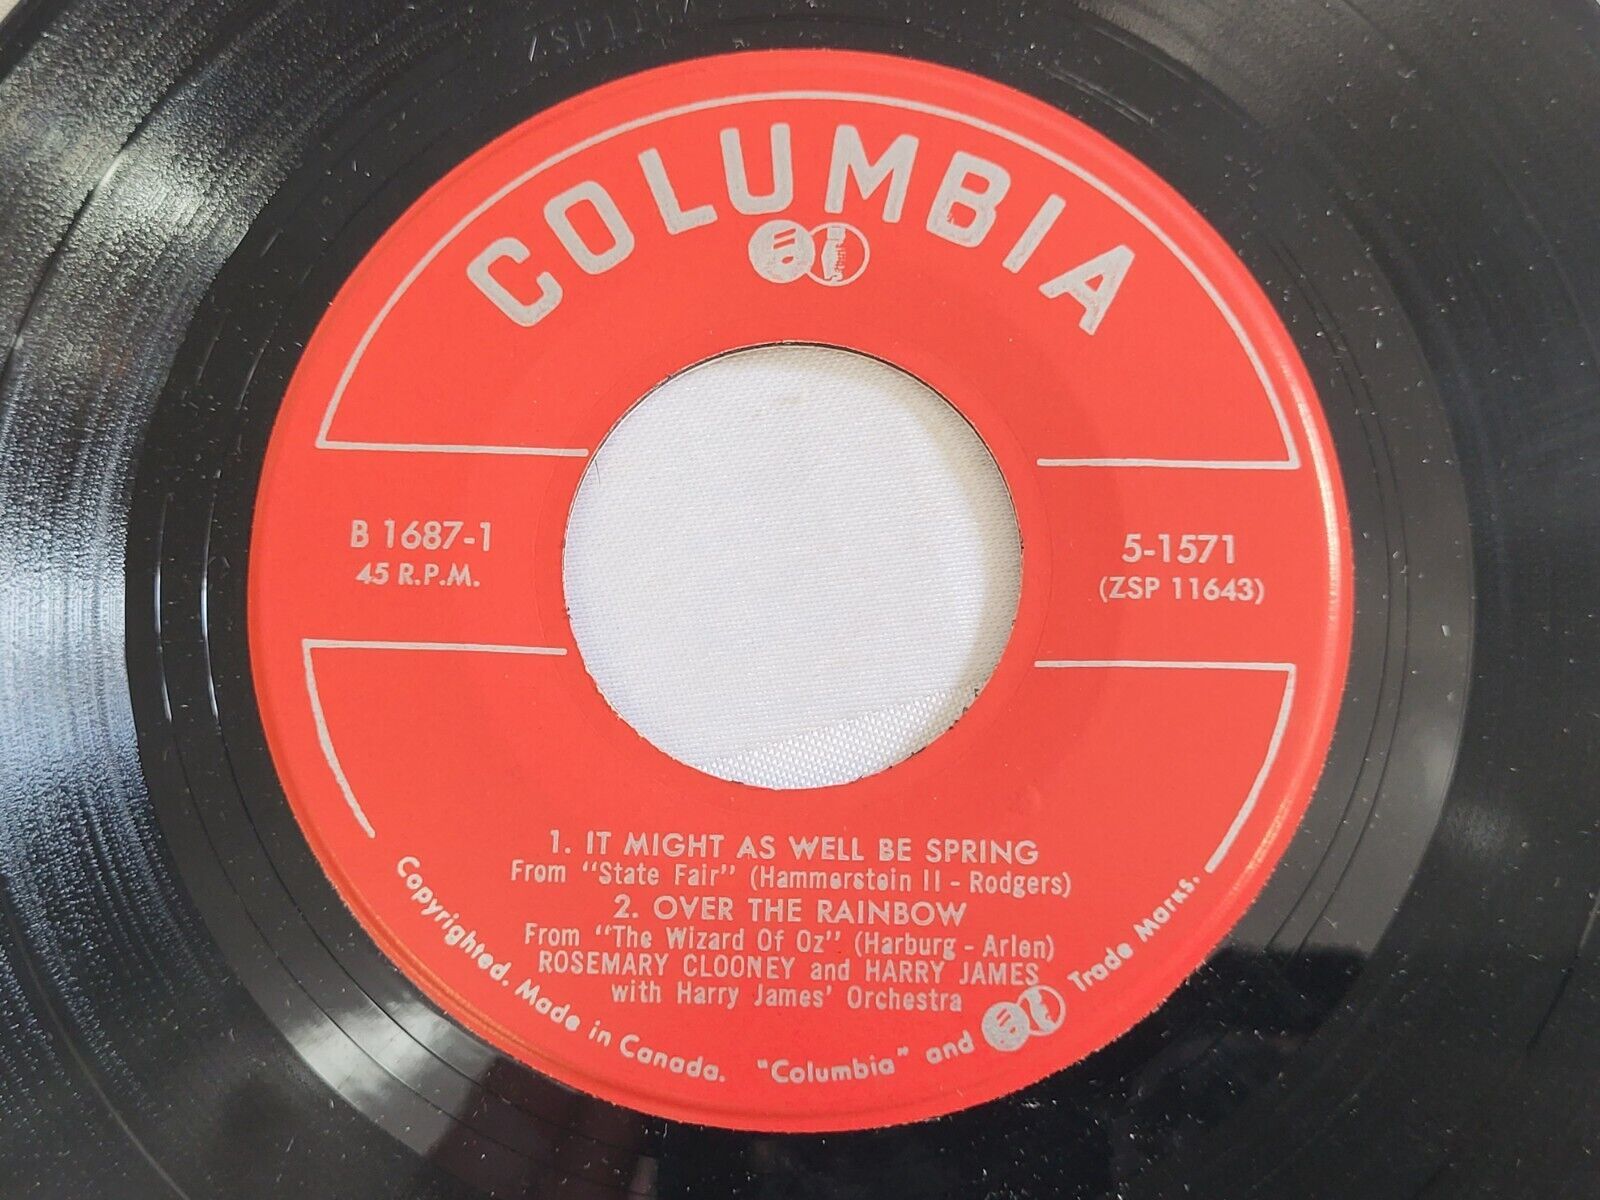 COLUMBIA
B 1687-1
45 R.P.M.
5-1571
(ZSP 11643)
1. IT MIGHT AS WELL BE SPRING
From "State Fair" (Hammerstein II - Rodgers)
2. OVER THE RAINBOW
From "The Wizard Of Oz" (Harburg - Arlen)
ROSEMARY CLOONEY and HARRY JAMES
with Harry James' Orchestra
Copyrighted. Made in Canada. "Columbia" and Trade Marks.